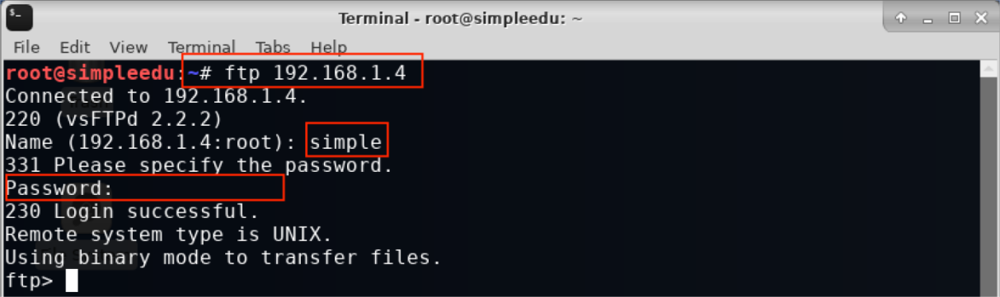 Terminal - root@simpleedu: ~
File Edit View Terminal Tabs Help
root@simpleedu:~# ftp 192.168.1.4
Connected to 192.168.1.4.
220 (vsFTPd 2.2.2)
Name (192.168.1.4:root): simple
331 Please specify the password.
Password:
230 Login successful.
Remote system type is UNIX.
Using binary mode to transfer files.
ftp>